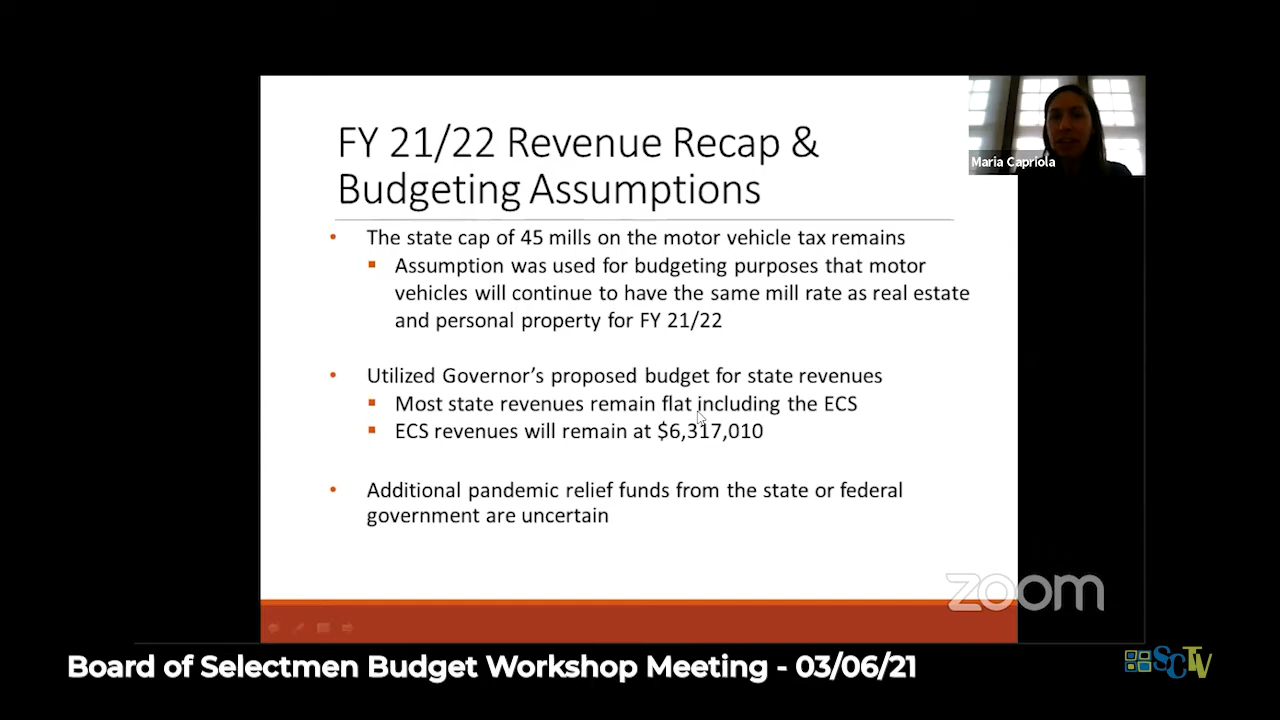 FY 21/22 Revenue Recap &
Budgeting Assumptions
Maria Capriola
• The state cap of 45 mills on the motor vehicle tax remains
▪ Assumption was used for budgeting purposes that motor
vehicles will continue to have the same mill rate as real estate
and personal property for FY 21/22
• Utilized Governor’s proposed budget for state revenues
▪ Most state revenues remain flat including the ECS
▪ ECS revenues will remain at $6,317,010
• Additional pandemic relief funds from the state or federal
government are uncertain
zoom
Board of Selectmen Budget Workshop Meeting - 03/06/21
SCTV